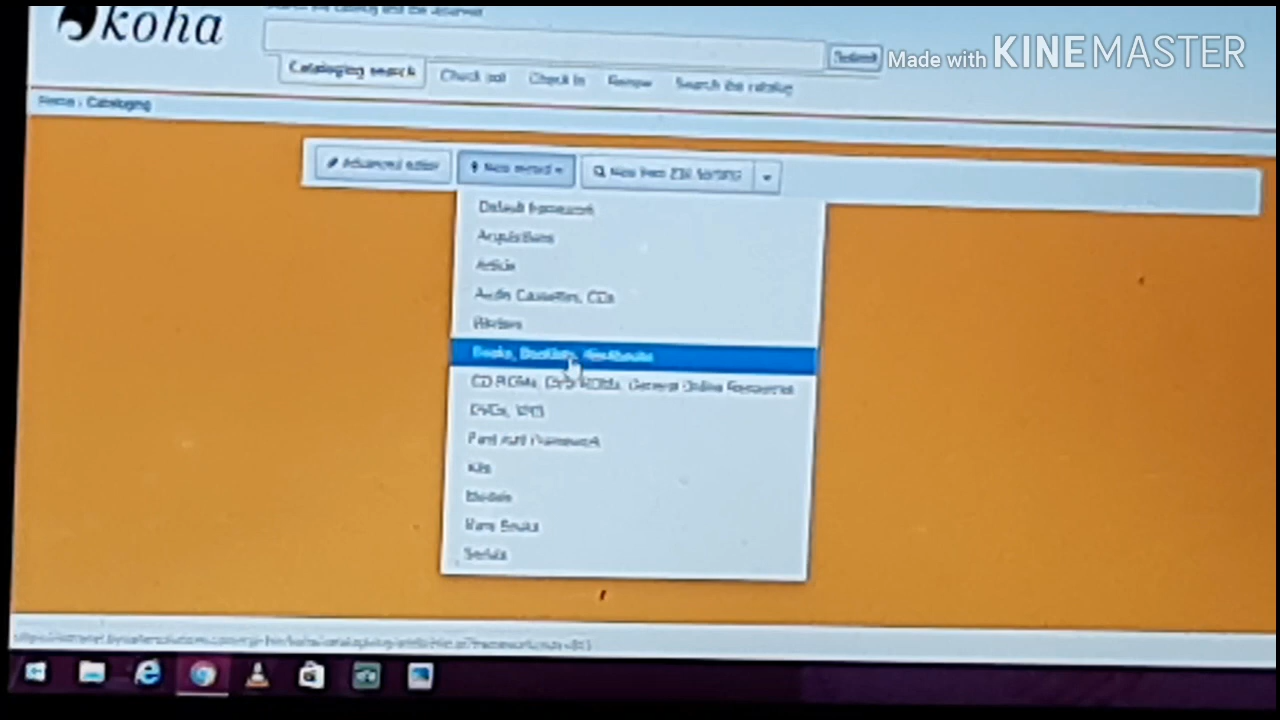 koha
Submit
Made with KINEMASTER
Cataloging search Check out Check in Renew Search the catalog
Home › Cataloging
Advanced editor New record New from Z39.50/SRU
Default framework
Acquisitions
Article
Audio Cassettes, CDs
Binders
Books, Booklets, Workbooks
CD-ROMs, DVD-ROMs, General Online Resources
DVDs, VHS
Fast Add Framework
Kits
Models
Rare Books
Serials